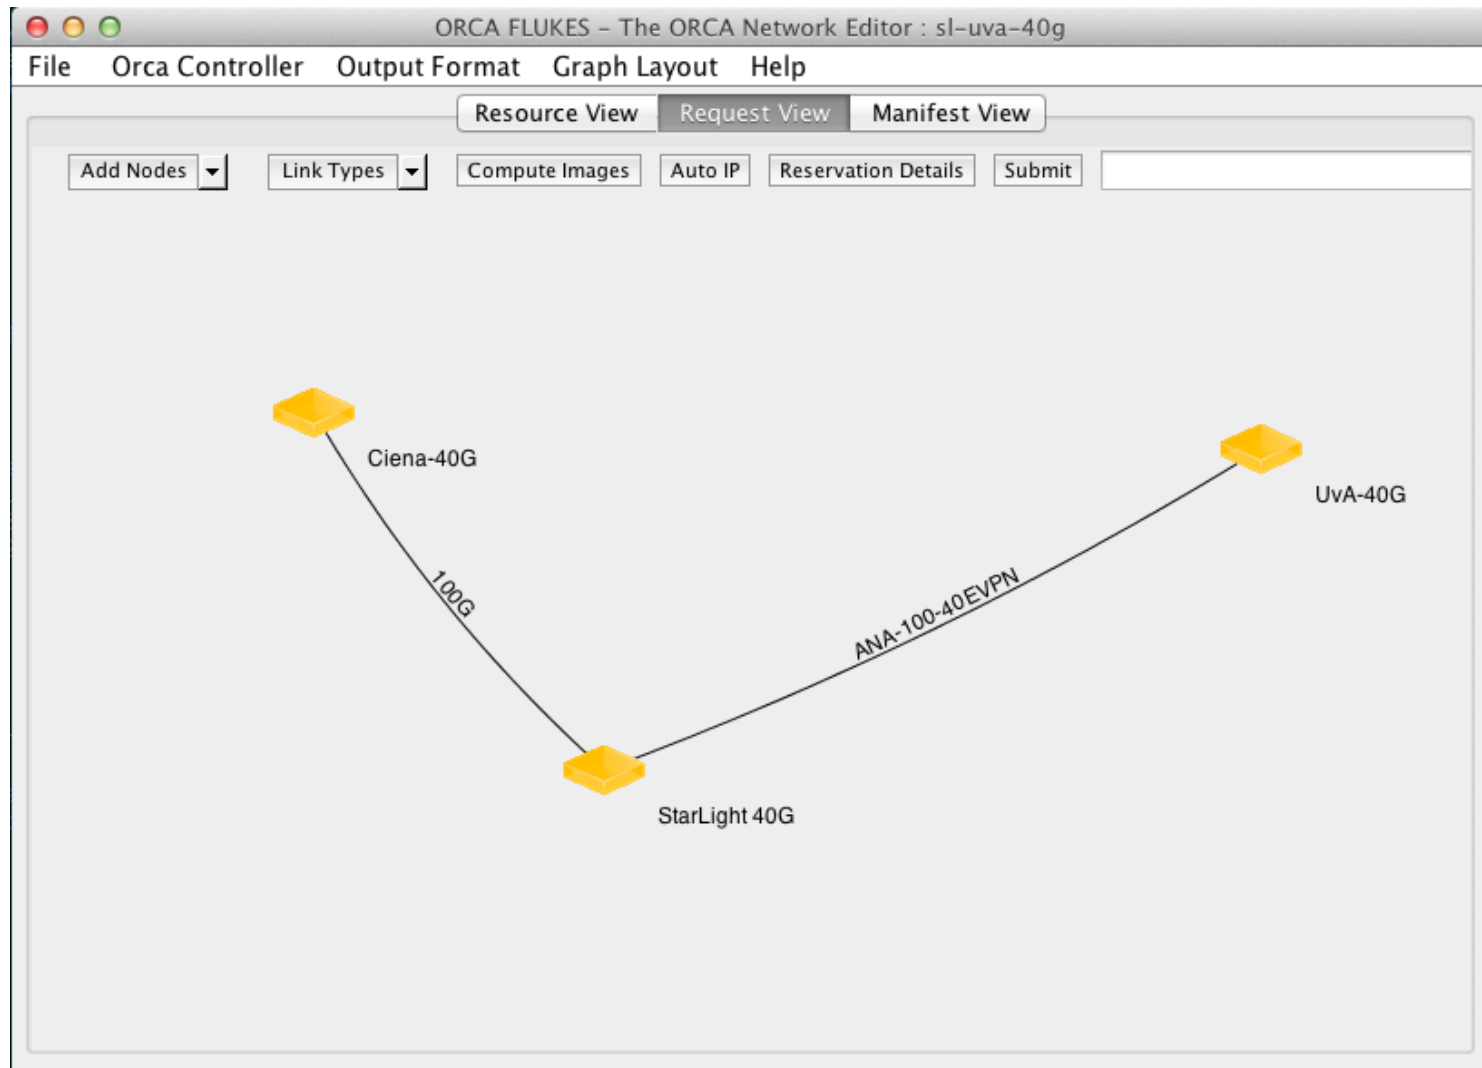 ORCA FLUKES – The ORCA Network Editor : sl-uva-40g
File Orca Controller Output Format Graph Layout Help
Resource View Request View Manifest View
Add Nodes Link Types Compute Images Auto IP Reservation Details Submit
Ciena-40G
UvA-40G
100G
ANA-100-40EVPN
StarLight 40G